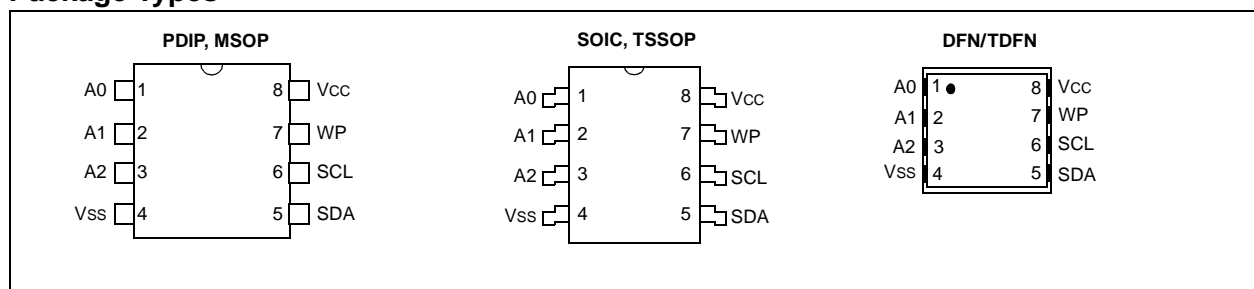 Package Types
PDIP, MSOP
A0 1 8 VCC
A1 2 7 WP
A2 3 6 SCL
VSS 4 5 SDA
SOIC, TSSOP
A0 1 8 VCC
A1 2 7 WP
A2 3 6 SCL
VSS 4 5 SDA
DFN/TDFN
A0 1 8 VCC
A1 2 7 WP
A2 3 6 SCL
VSS 4 5 SDA